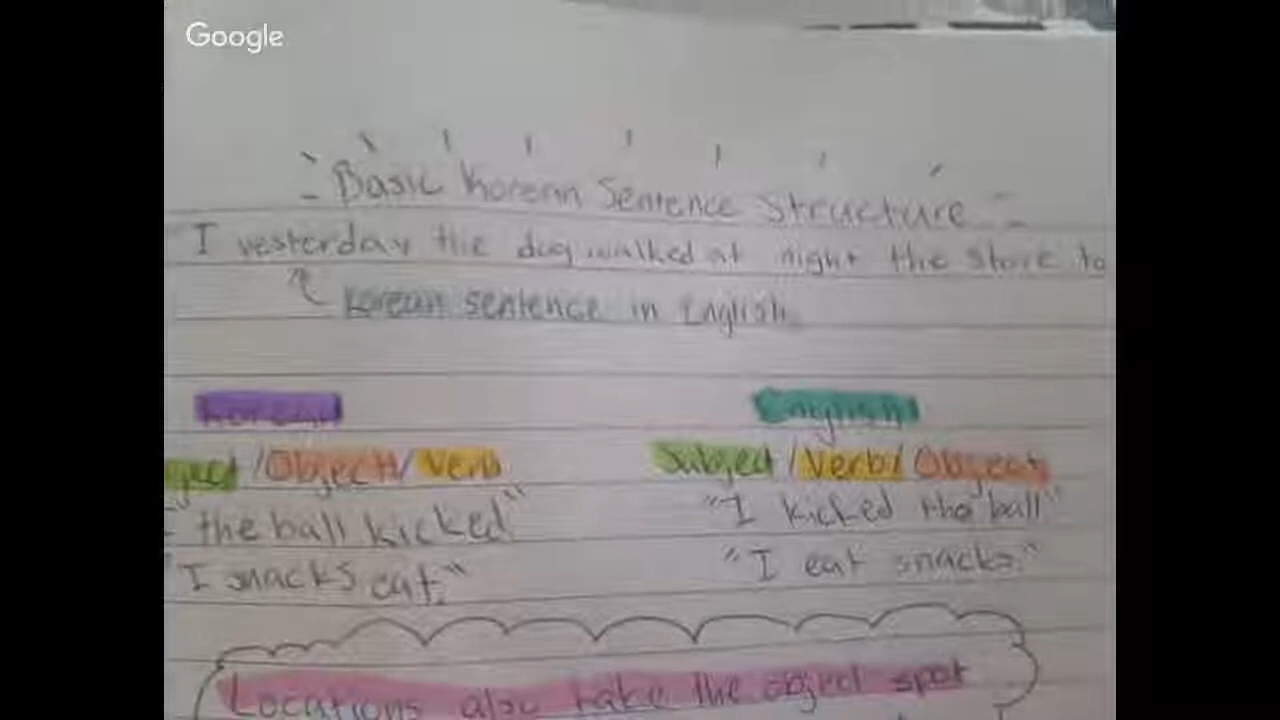 Google
Basic Korean Sentence Structure
I yesterday the dog walked at night the store to
Korean sentence in English
Korean English
ject / Object / Verb Subject / Verb / Object
the ball kicked" "I kicked the ball"
"I snacks eat." "I eat snacks."
Locations also take the object spot